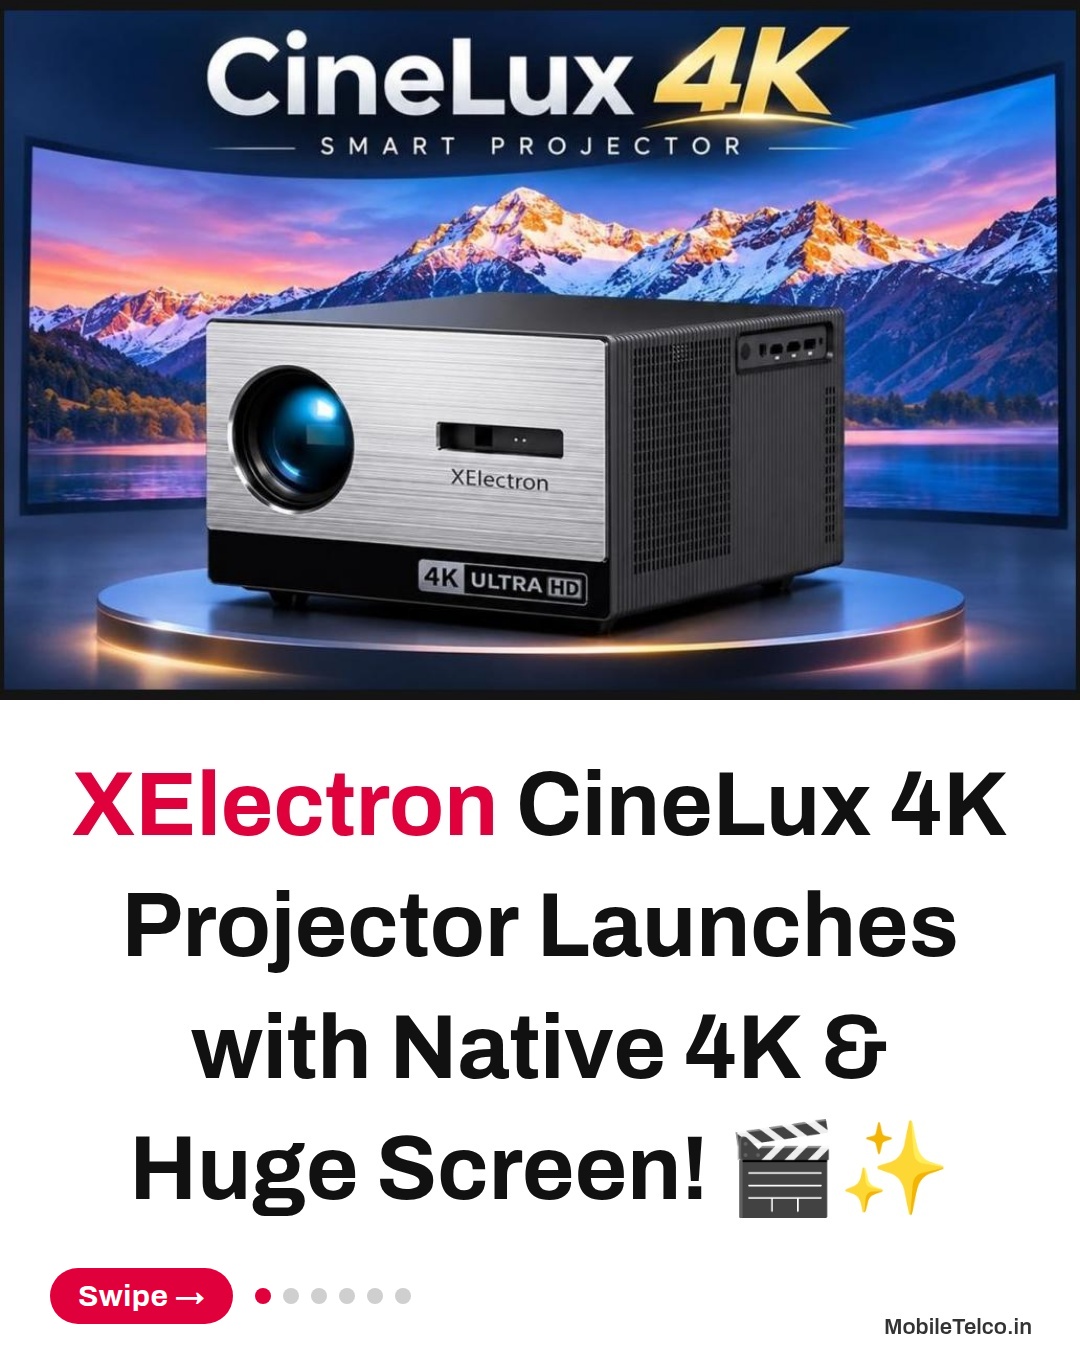 CineLux 4K
SMART PROJECTOR
XElectron
4K ULTRA HD
XElectron CineLux 4K
Projector Launches
with Native 4K &
Huge Screen! 🎬✨
Swipe →
MobileTelco.in